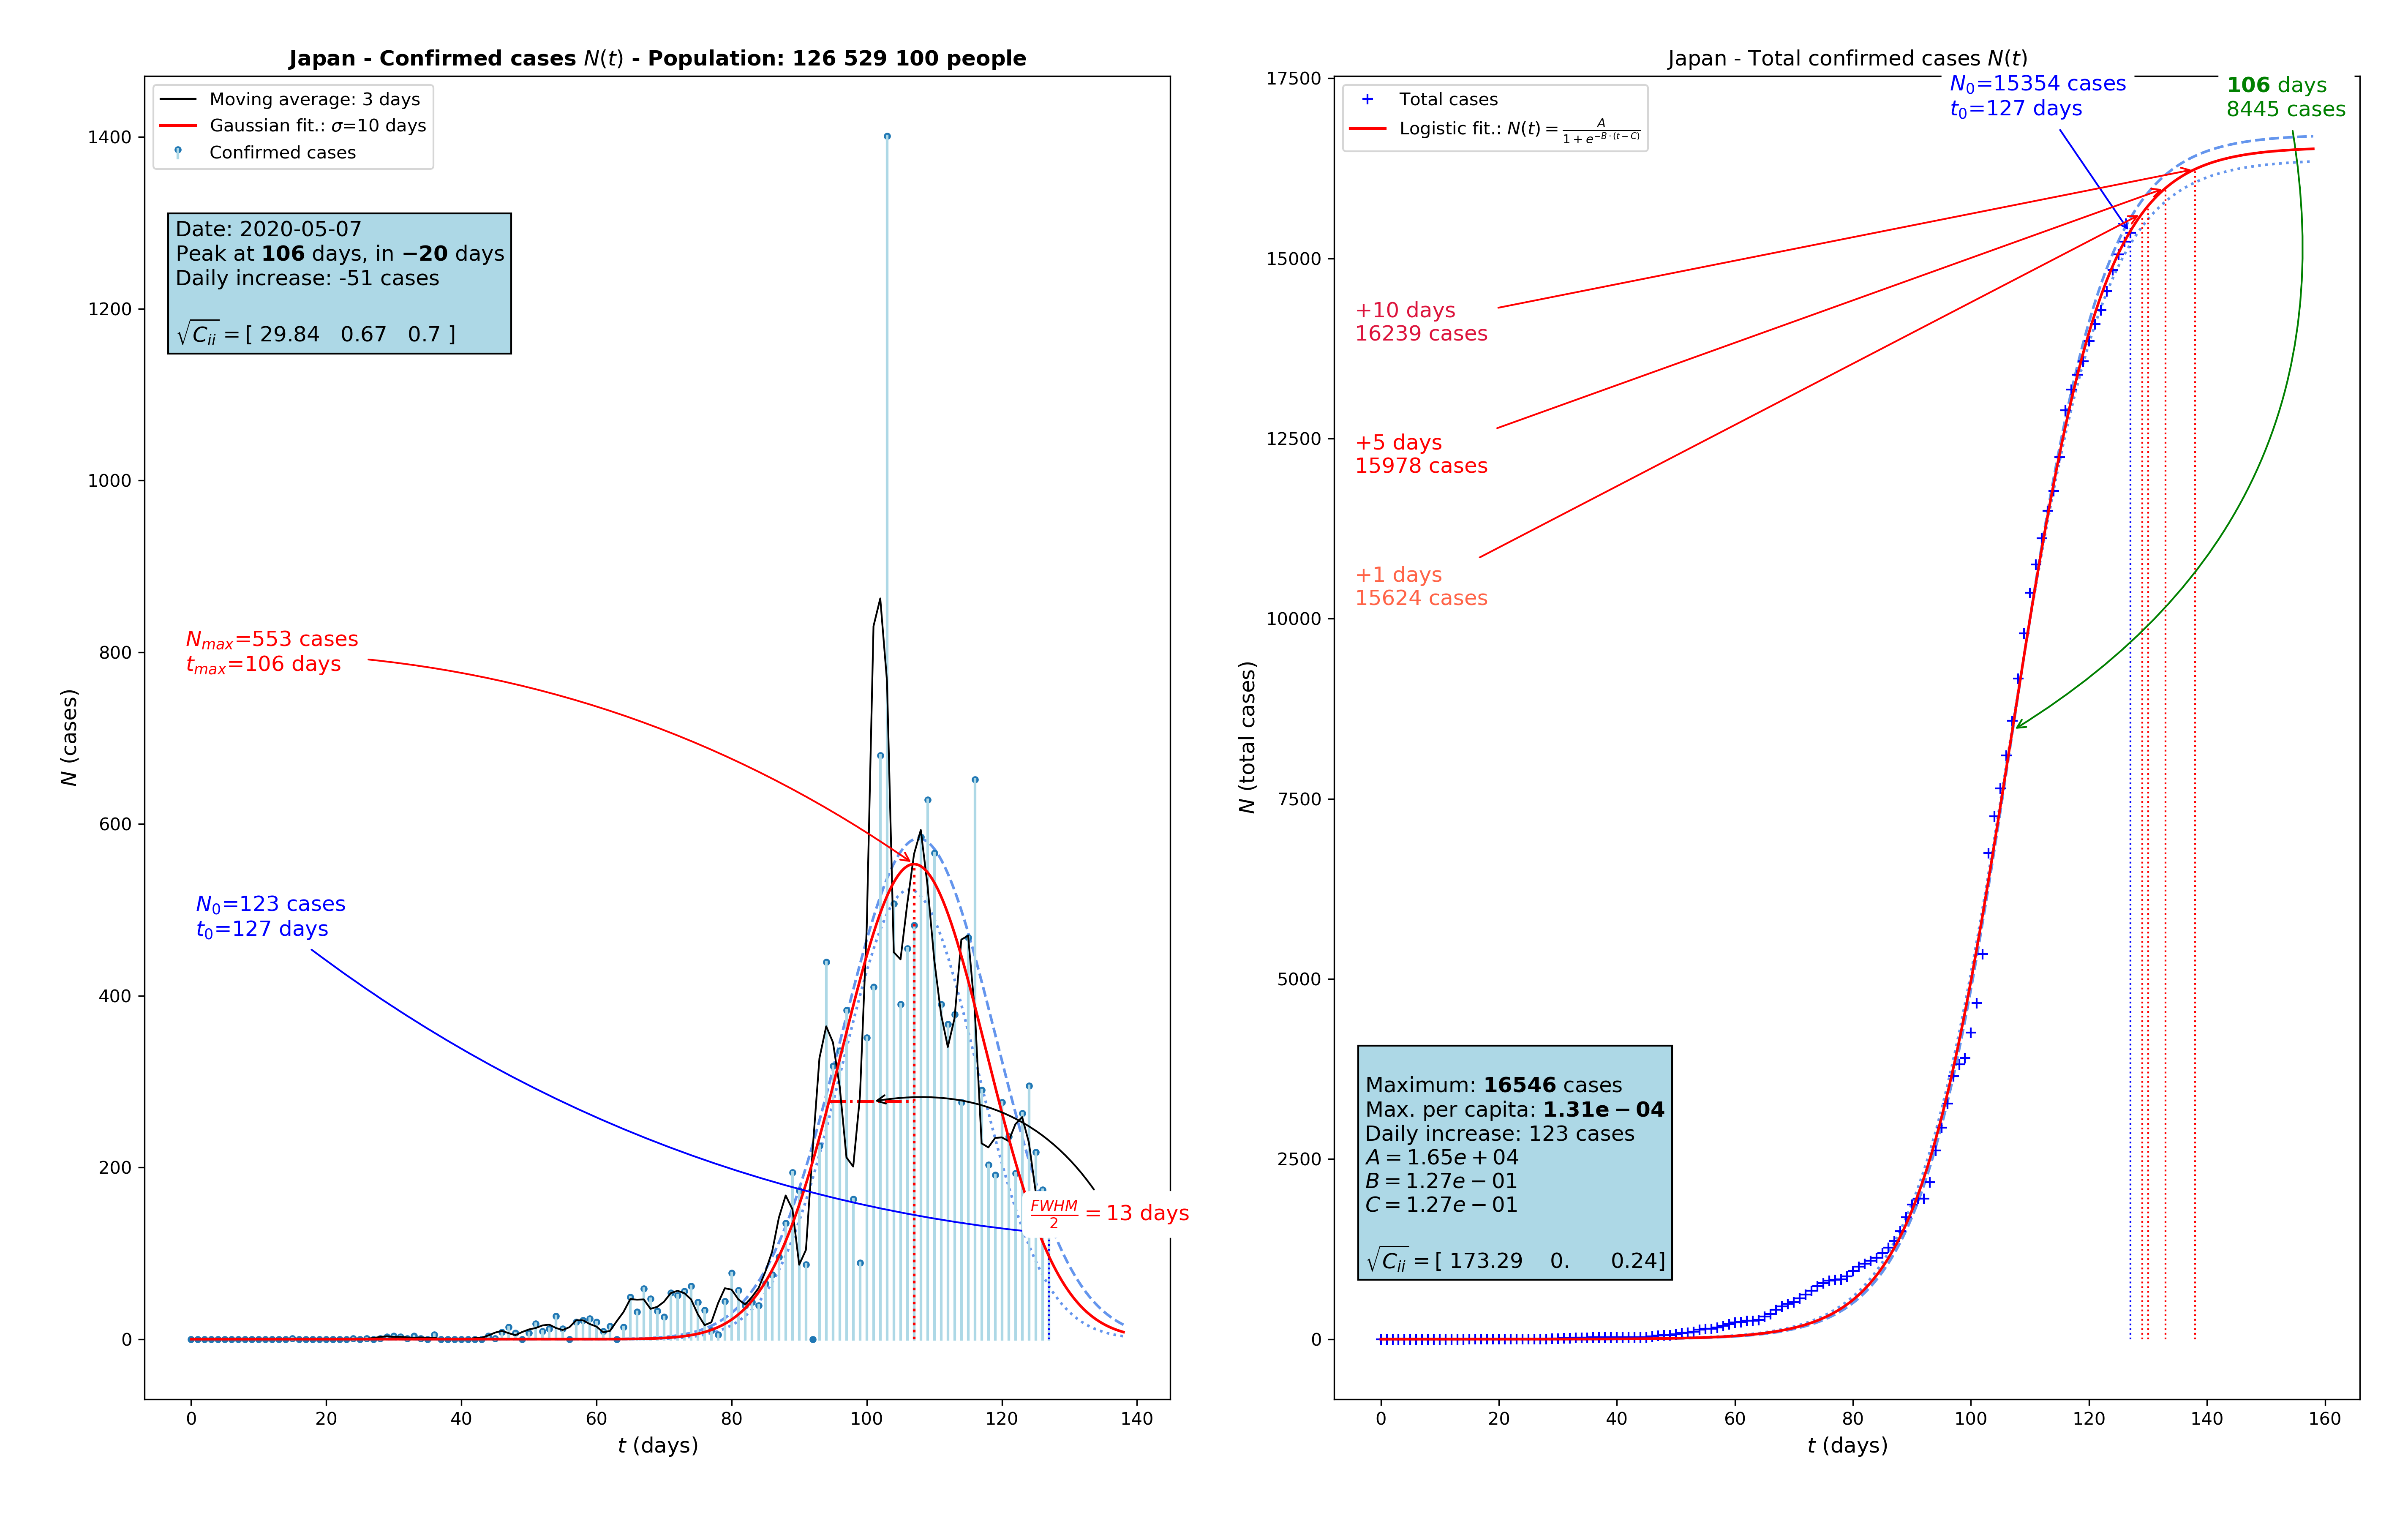 Japan - Confirmed cases N(t) - Population: 126 529 100 people
Moving average: 3 days
Gaussian fit.: σ=10 days
Confirmed cases
Date: 2020-05-07
Peak at 106 days, in −20 days
Daily increase: -51 cases
√C_ii = [ 29.84 0.67 0.7 ]
N_max=553 cases
t_max=106 days
N_0=123 cases
t_0=127 days
FWHM/2 = 13 days
N (cases)
1400
1200
1000
800
600
400
200
0
0 20 40 60 80 100 120 140
t (days)
Japan - Total confirmed cases N(t)
Total cases
Logistic fit.: N(t) = A/(1 + e^(−B·(t−C)))
N_0=15354 cases
t_0=127 days
106 days
8445 cases
+10 days
16239 cases
+5 days
15978 cases
+1 days
15624 cases
Maximum: 16546 cases
Max. per capita: 1.31e − 04
Daily increase: 123 cases
A = 1.65e + 04
B = 1.27e − 01
C = 1.27e − 01
√C_ii = [ 173.29 0. 0.24]
N (total cases)
17500
15000
12500
10000
7500
5000
2500
0
0 20 40 60 80 100 120 140 160
t (days)